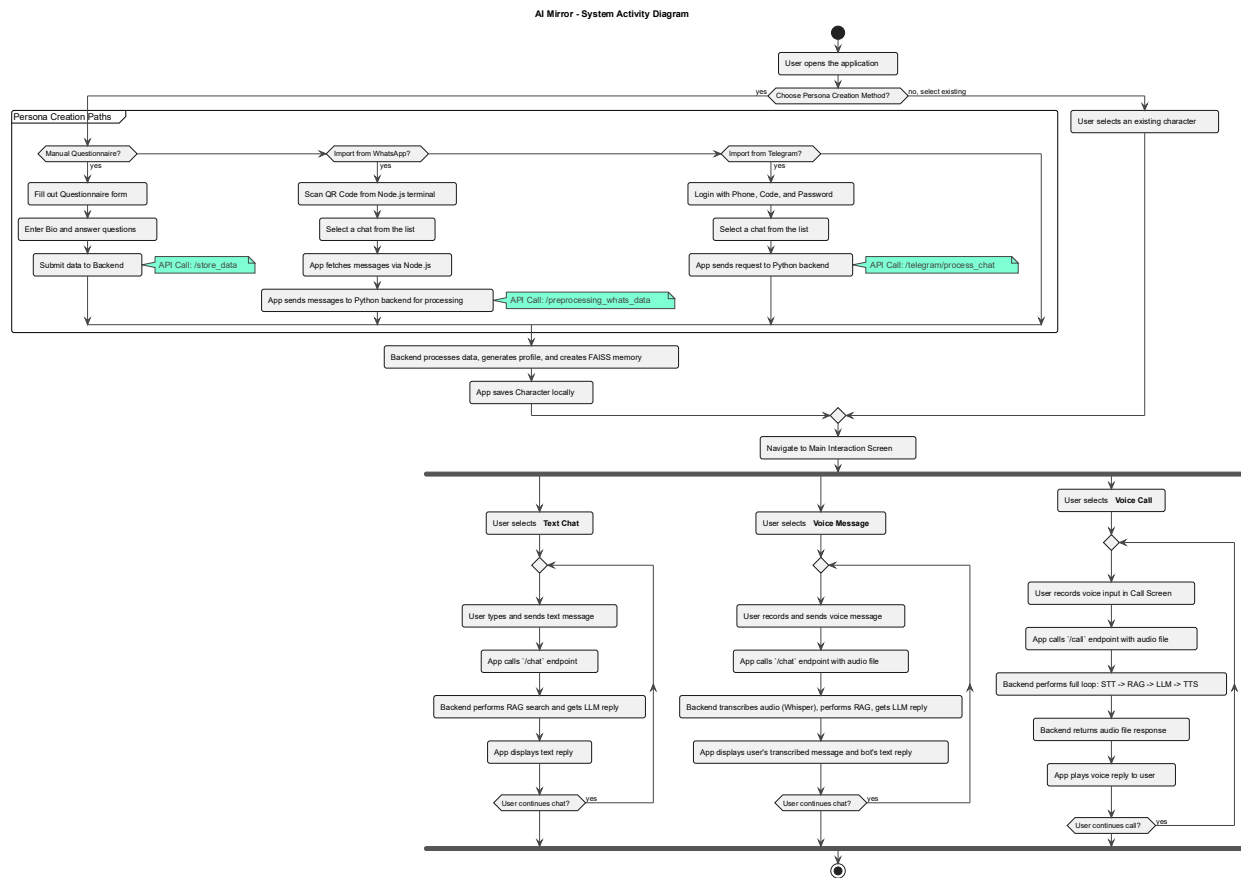 AI Mirror - System Activity Diagram
User opens the application
Choose Persona Creation Method?
yes
no, select existing
Persona Creation Paths
User selects an existing character
Manual Questionnaire?
yes
Import from WhatsApp?
yes
Import from Telegram?
yes
Fill out Questionnaire form
Scan QR Code from Node.js terminal
Login with Phone, Code, and Password
Enter Bio and answer questions
Select a chat from the list
Select a chat from the list
Submit data to Backend
API Call: /store_data
App fetches messages via Node.js
App sends request to Python backend
API Call: /telegram/process_chat
App sends messages to Python backend for processing
API Call: /preprocessing_whats_data
Backend processes data, generates profile, and creates FAISS memory
App saves Character locally
Navigate to Main Interaction Screen
User selects Text Chat
User types and sends text message
App calls `/chat` endpoint
Backend performs RAG search and gets LLM reply
App displays text reply
User continues chat?
yes
User selects Voice Message
User records and sends voice message
App calls `/chat` endpoint with audio file
Backend transcribes audio (Whisper), performs RAG, gets LLM reply
App displays user's transcribed message and bot's text reply
User continues chat?
yes
User selects Voice Call
User records voice input in Call Screen
App calls `/call` endpoint with audio file
Backend performs full loop: STT -> RAG -> LLM -> TTS
Backend returns audio file response
App plays voice reply to user
User continues call?
yes